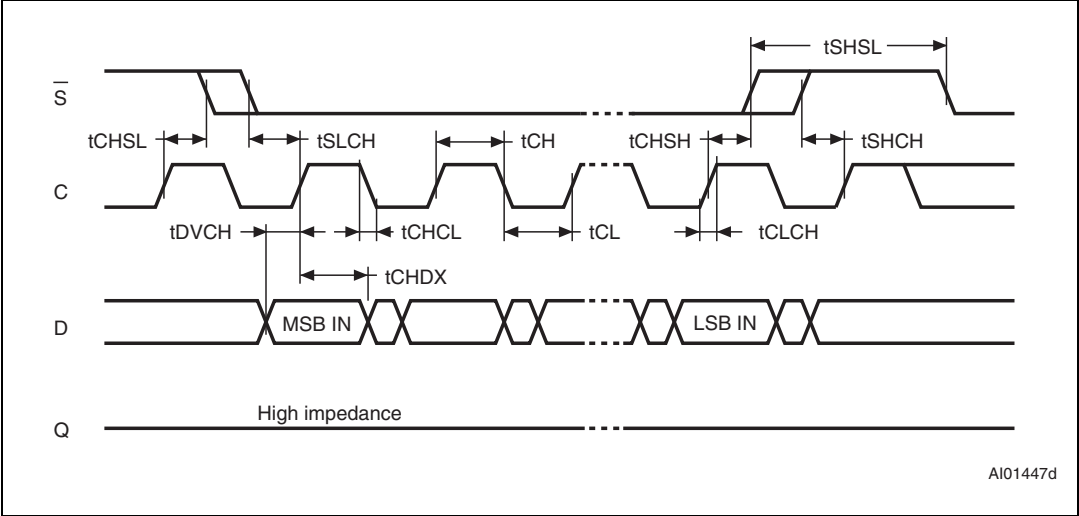 tSHSL
S̅
tCHSL tSLCH tCH tCHSH tSHCH
C
tDVCH tCHCL tCL tCLCH
tCHDX
D MSB IN LSB IN
High impedance
Q
AI01447d